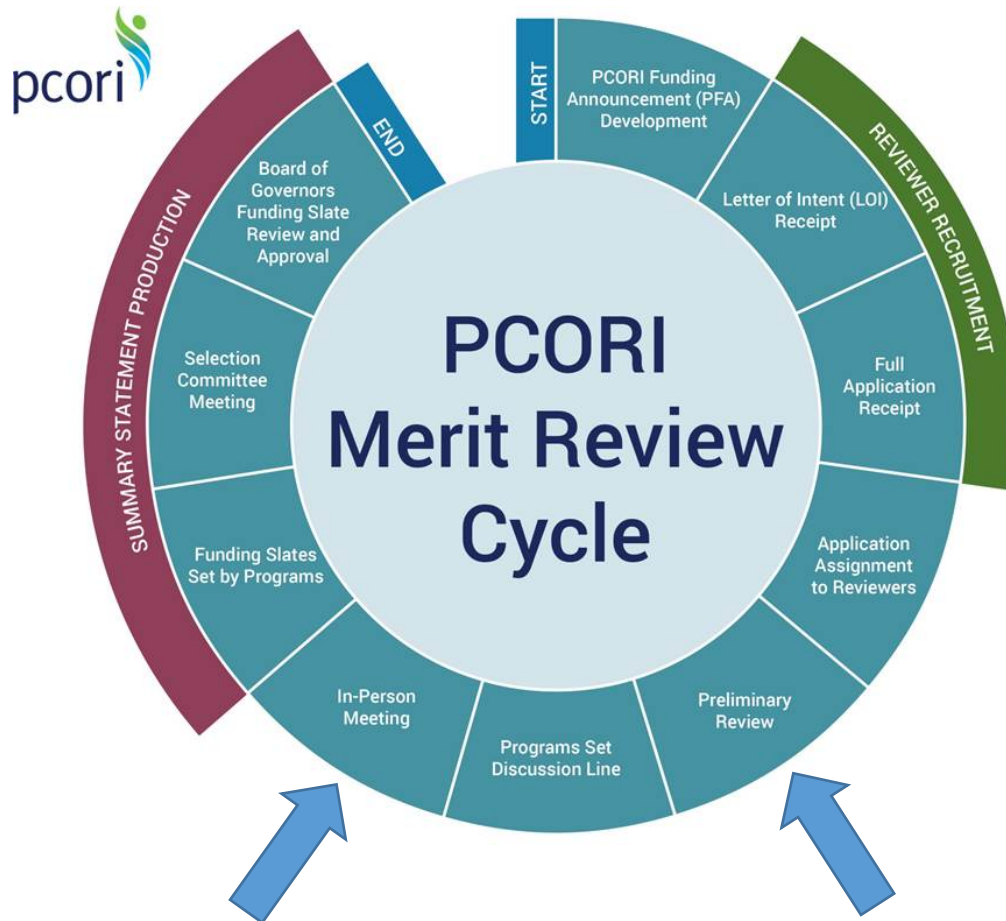 pcori
START
PCORI Funding
Announcement (PFA)
Development
REVIEWER RECRUITMENT
Letter of Intent (LOI)
Receipt
Full
Application
Receipt
Application
Assignment
to Reviewers
Preliminary
Review
Programs Set
Discussion Line
In-Person
Meeting
Funding Slates
Set by Programs
Selection
Committee
Meeting
Board of
Governors
Funding Slate
Review and
Approval
SUMMARY STATEMENT PRODUCTION
END
PCORI
Merit Review
Cycle